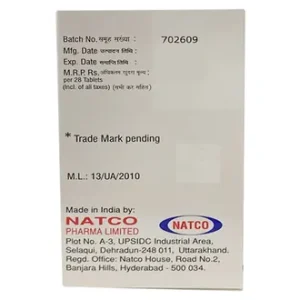 Batch No. समूह संख्या : 702609
Mfg. Date उत्पादन तिथि :
Exp. Date समाप्ति तिथि :
M.R.P. Rs. अधिकतम खुदरा मूल्य :
per 28 Tablets
(Incl. of all taxes) (सभी कर सहित)
* Trade Mark pending
M.L.: 13/UA/2010
Made in India by:
NATCO
PHARMA LIMITED
NATCO
Plot No. A-3, UPSIDC Industrial Area,
Selaqui, Dehradun-248 011, Uttarakhand.
Regd. Office: Natco House, Road No.2,
Banjara Hills, Hyderabad - 500 034.